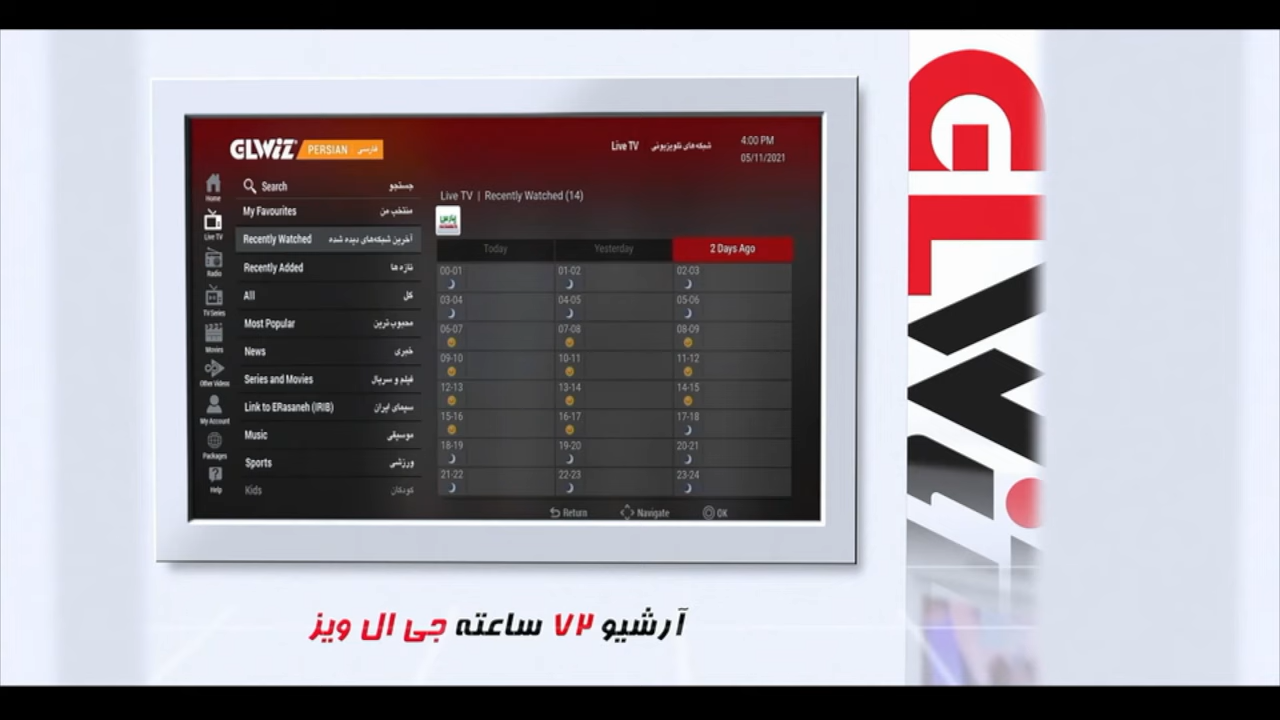 GLWiZ PERSIAN فارسی
Live TV شبکه‌های تلویزیونی
4:00 PM
05/11/2021
Home
Live TV
Radio
TV Series
Movies
Other Videos
My Account
Packages
Help
Search جستجو
My Favourites منتخب من
Recently Watched آخرین شبکه‌های دیده شده
Recently Added تازه ها
All کل
Most Popular محبوب ترین
News خبری
Series and Movies فیلم و سریال
Link to ERasaneh (IRIB) سیمای ایران
Music موسیقی
Sports ورزشی
Kids کودکان
Live TV | Recently Watched (14)
پارس
Today Yesterday 2 Days Ago
00-01 01-02 02-03
03-04 04-05 05-06
06-07 07-08 08-09
09-10 10-11 11-12
12-13 13-14 14-15
15-16 16-17 17-18
18-19 19-20 20-21
21-22 22-23 23-24
Return Navigate OK
GLWiZ
آرشیو ۷۲ ساعته جی ال ویز